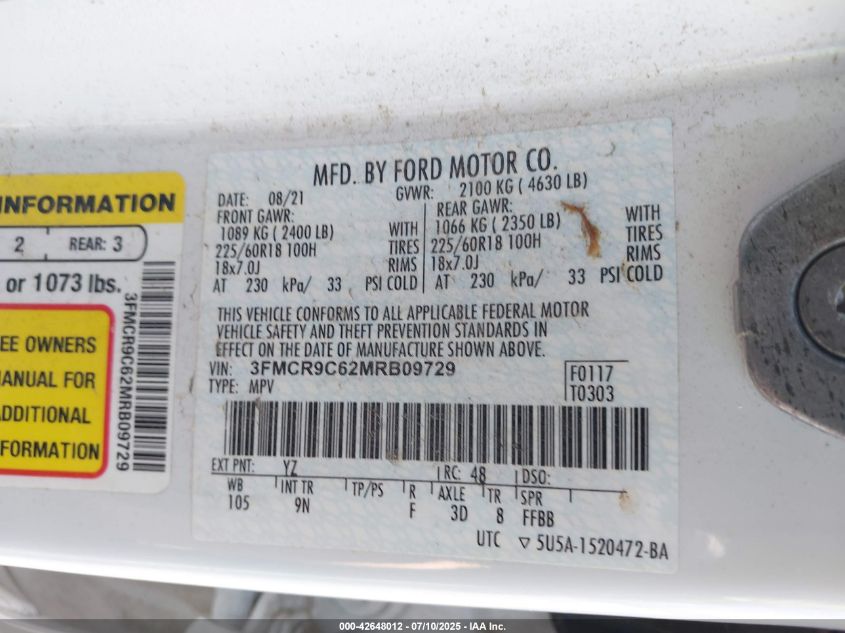 INFORMATION
2 REAR: 3
or 1073 lbs.
EE OWNERS
MANUAL FOR
ADDITIONAL
FORMATION
3FMCR9C62MRB09729
MFD. BY FORD MOTOR CO.
DATE: 08/21 GVWR: 2100 KG ( 4630 LB)
FRONT GAWR: REAR GAWR:
1089 KG ( 2400 LB) WITH 1066 KG ( 2350 LB) WITH
225/60R18 100H TIRES 225/60R18 100H TIRES
18x7.0J RIMS 18x7.0J RIMS
AT 230 kPa/ 33 PSI COLD AT 230 kPa/ 33 PSI COLD
THIS VEHICLE CONFORMS TO ALL APPLICABLE FEDERAL MOTOR
VEHICLE SAFETY AND THEFT PREVENTION STANDARDS IN
EFFECT ON THE DATE OF MANUFACTURE SHOWN ABOVE.
VIN: 3FMCR9C62MRB09729 F0117
TYPE: MPV T0303
EXT PNT: YZ RC: 48 DSO:
WB INT TR TP/PS R AXLE TR SPR
105 9N F 3D 8 FFBB
UTC ▽ 5U5A-1520472-BA
000-42648012 - 07/10/2025 - IAA Inc.